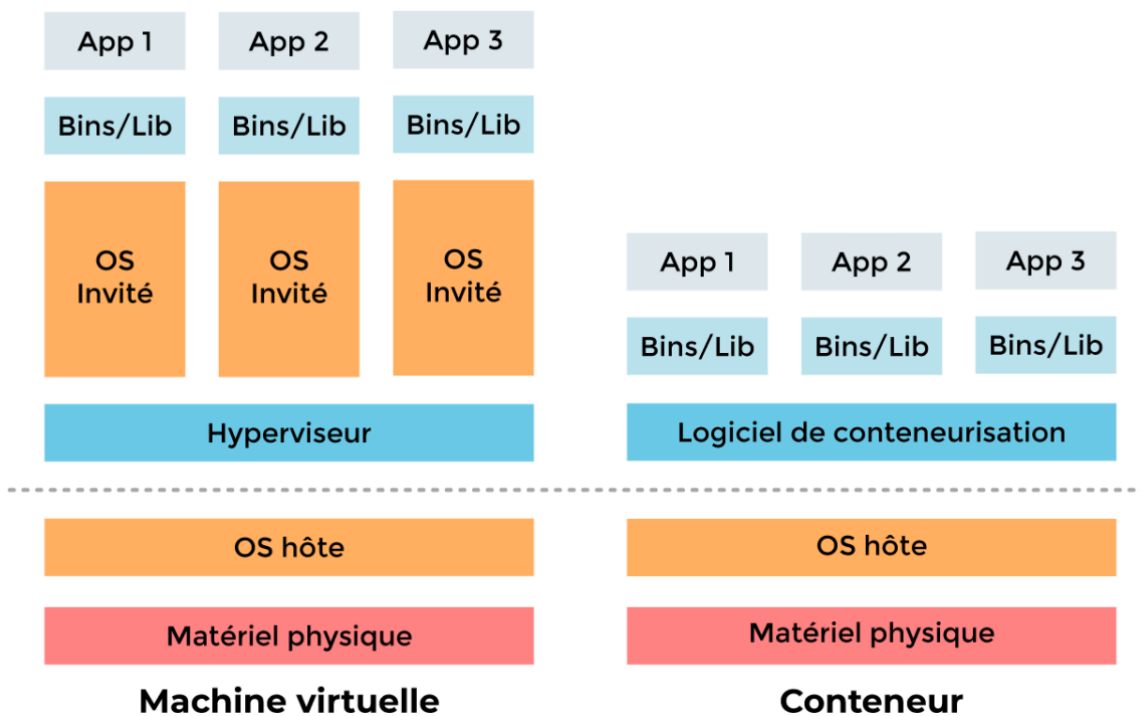 App 1
App 2
App 3
Bins/Lib
Bins/Lib
Bins/Lib
OS
Invité
OS
Invité
OS
Invité
Hyperviseur
OS hôte
Matériel physique
Machine virtuelle
App 1
App 2
App 3
Bins/Lib
Bins/Lib
Bins/Lib
Logiciel de conteneurisation
OS hôte
Matériel physique
Conteneur